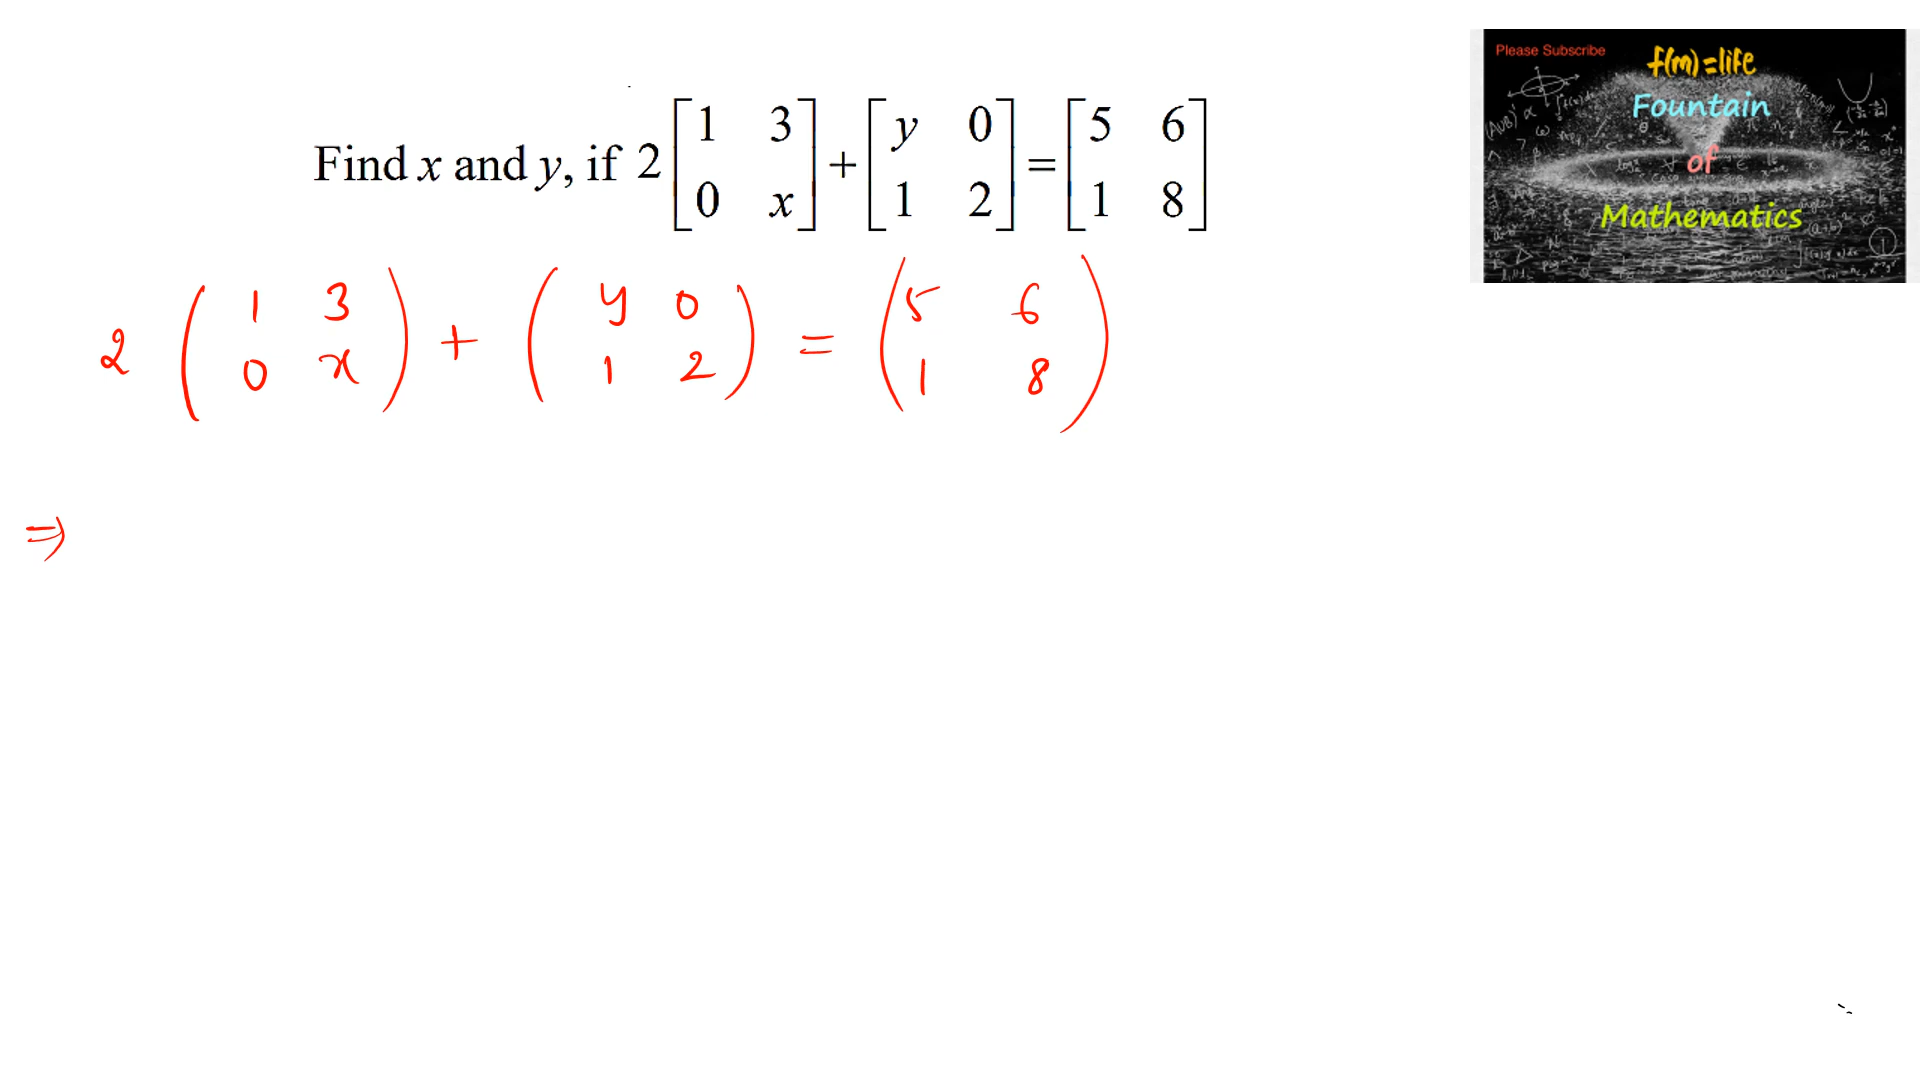 Please Subscribe
f(m)=life
Fountain
of
Mathematics
Find x and y, if 2 [1 3; 0 x] + [y 0; 1 2] = [5 6; 1 8]
2 (1 3; 0 x) + (y 0; 1 2) = (5 6; 1 8)
⇒